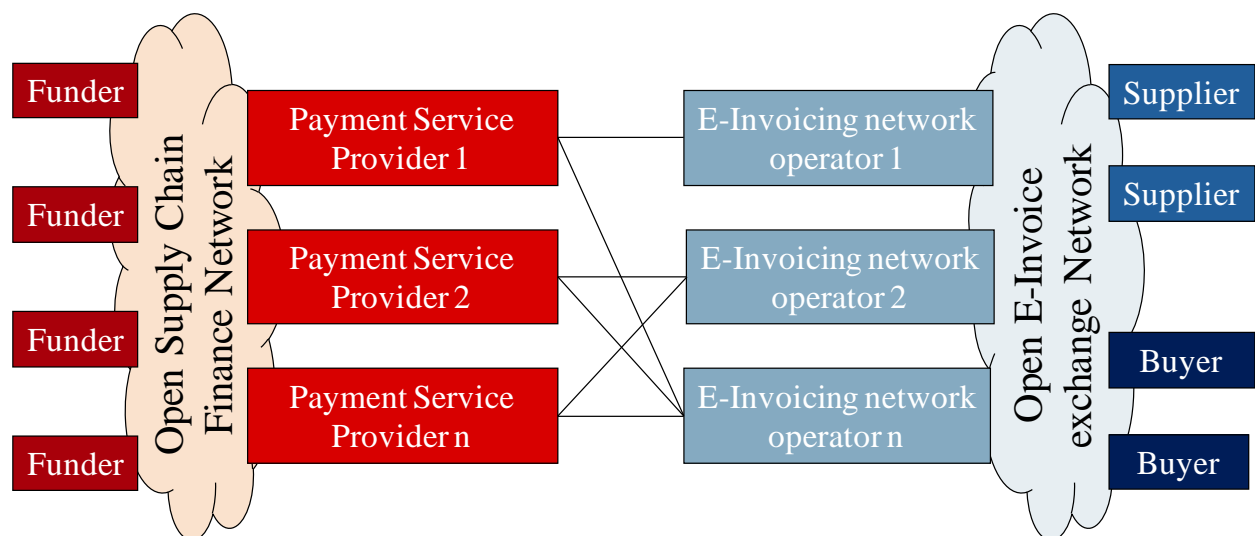 Funder
Funder
Funder
Funder
Open Supply Chain
Finance Network
Payment Service
Provider 1
Payment Service
Provider 2
Payment Service
Provider n
E-Invoicing network
operator 1
E-Invoicing network
operator 2
E-Invoicing network
operator n
Open E-Invoice
exchange Network
Supplier
Supplier
Buyer
Buyer